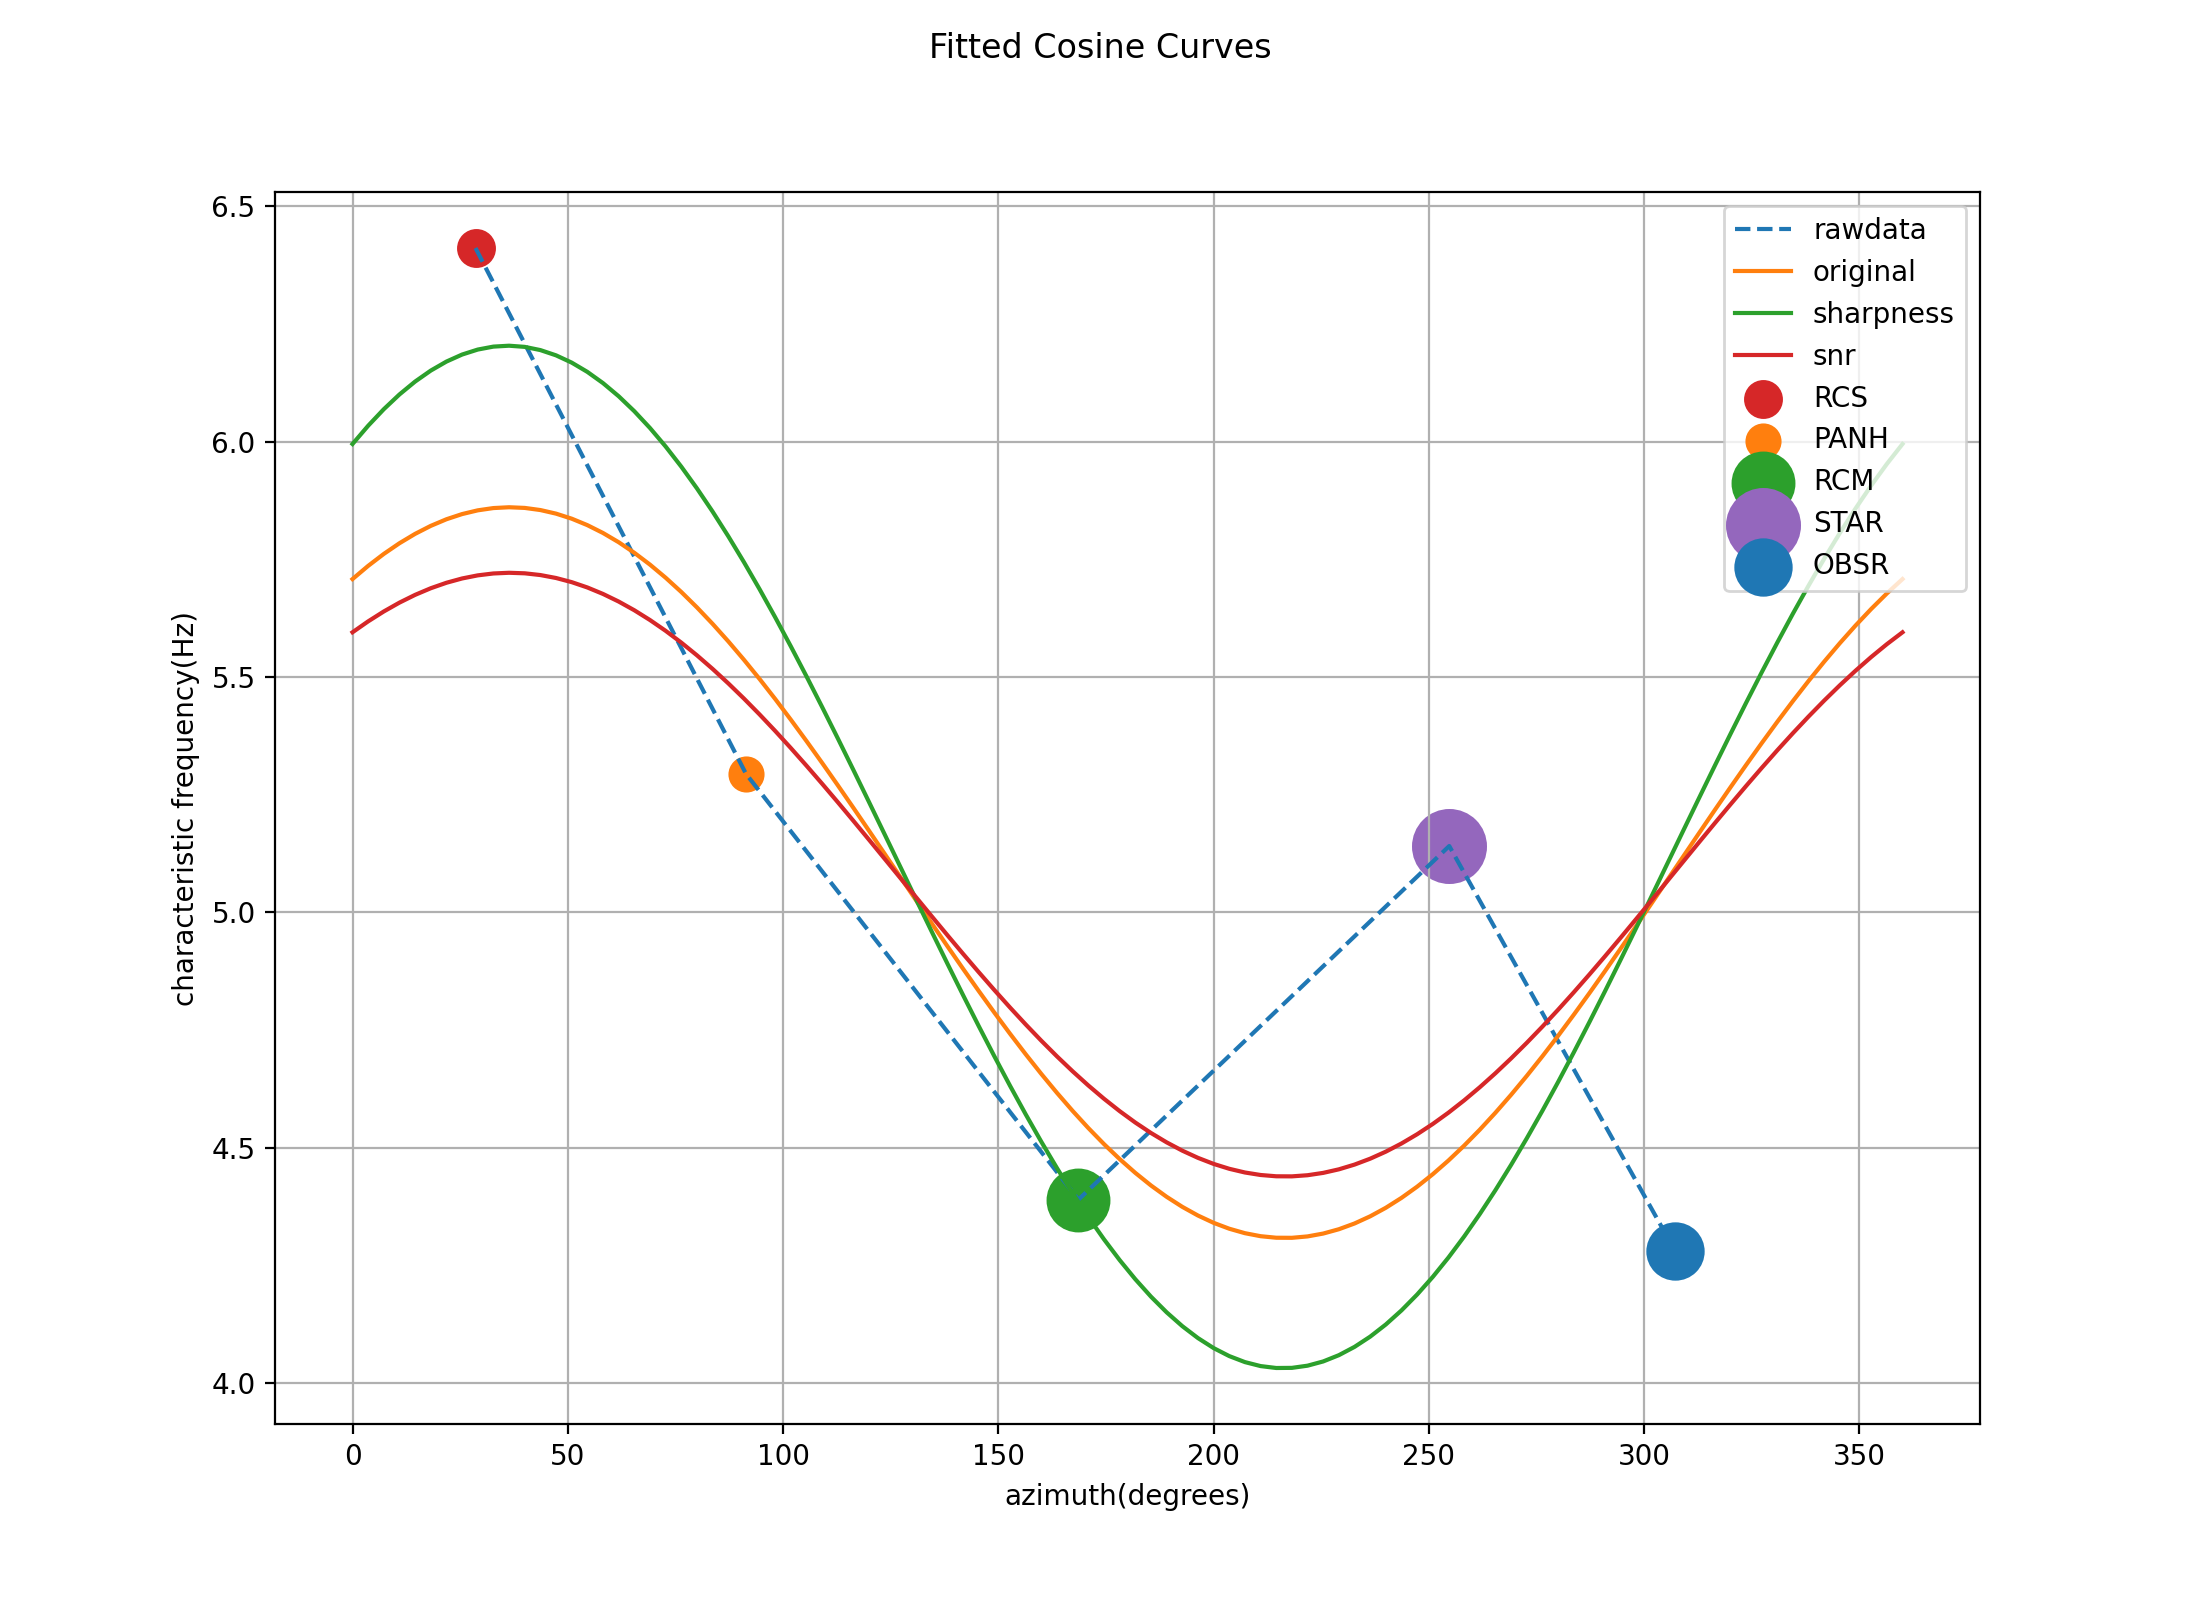 Fitted Cosine Curves
6.5
6.0
5.5
5.0
4.5
4.0
characteristic frequency(Hz)
rawdata
original
sharpness
snr
RCS
PANH
RCM
STAR
OBSR
0 50 100 150 200 250 300 350
azimuth(degrees)